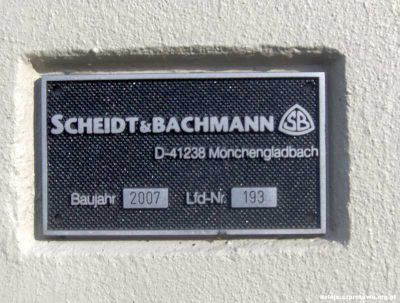 SCHEIDT&BACHMANN SB
D-41238 Mönchengladbach
Baujahr 2007 Lfd-Nr. 193